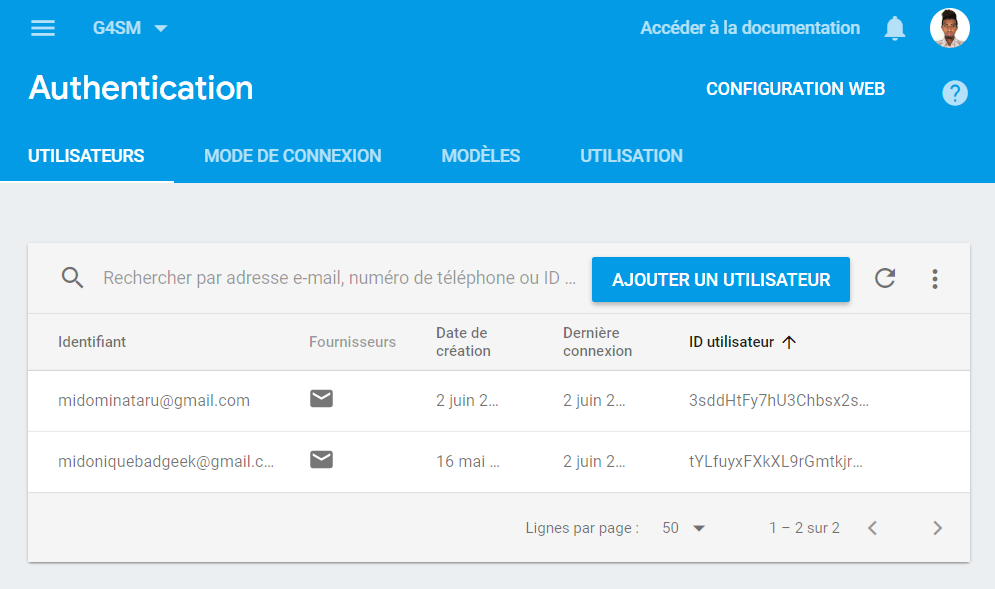 G4SM
Accéder à la documentation
Authentication
CONFIGURATION WEB
?
UTILISATEURS MODE DE CONNEXION MODÈLES UTILISATION
Rechercher par adresse e-mail, numéro de téléphone ou ID ...
AJOUTER UN UTILISATEUR
Identifiant Fournisseurs Date de création Dernière connexion ID utilisateur
midominataru@gmail.com 2 juin 2... 2 juin 2... 3sddHtFy7hU3Chbsx2s...
midoniquebadgeek@gmail.c... 16 mai ... 2 juin 2... tYLfuyxFXkXL9rGmtkjr...
Lignes par page : 50 1 – 2 sur 2